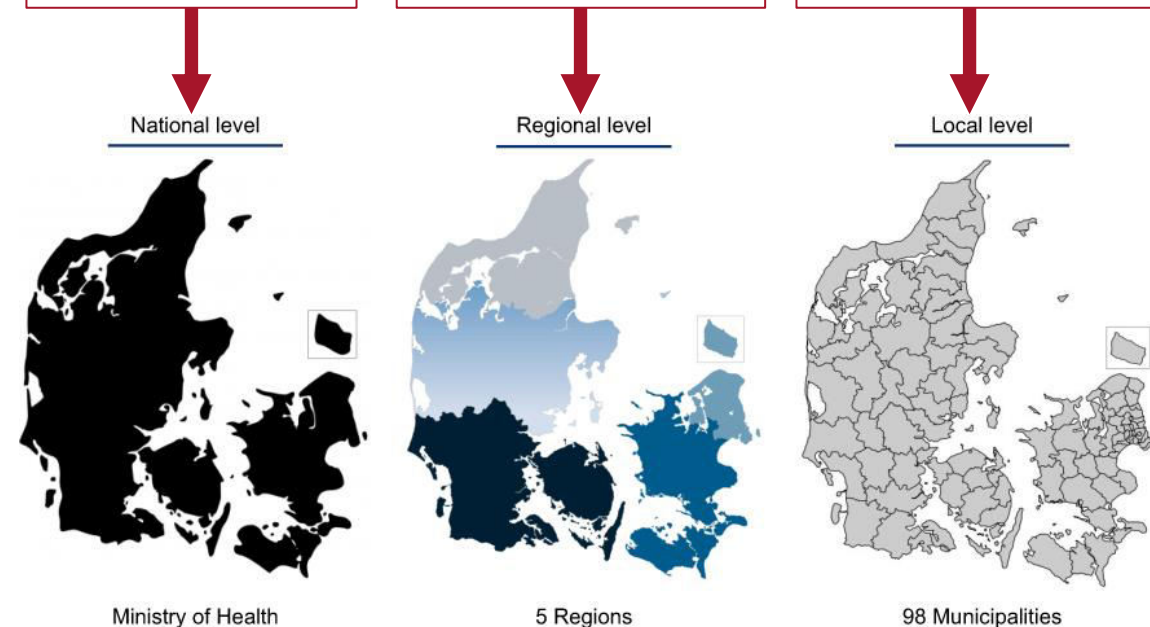 National level
Regional level
Local level
Ministry of Health
5 Regions
98 Municipalities